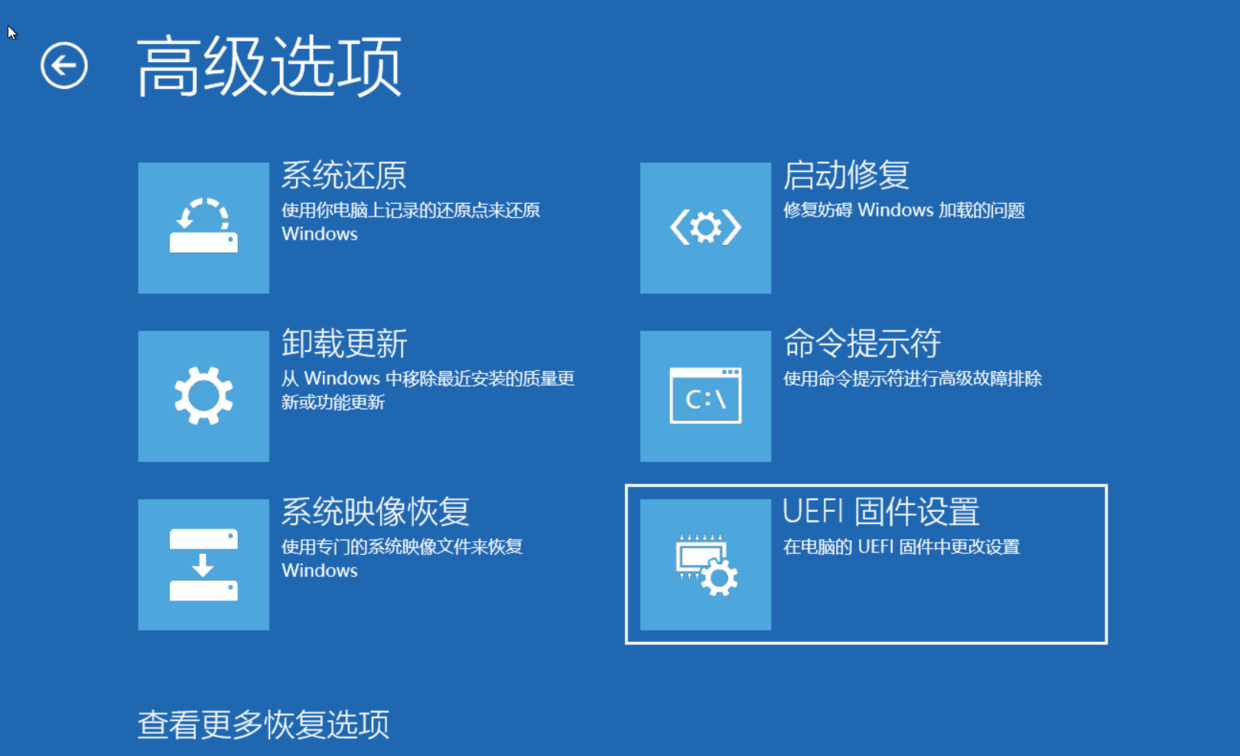 高级选项
系统还原
使用你电脑上记录的还原点来还原
Windows
启动修复
修复妨碍 Windows 加载的问题
卸载更新
从 Windows 中移除最近安装的质量更
新或功能更新
命令提示符
使用命令提示符进行高级故障排除
C:\
系统映像恢复
使用专门的系统映像文件来恢复
Windows
UEFI 固件设置
在电脑的 UEFI 固件中更改设置
查看更多恢复选项